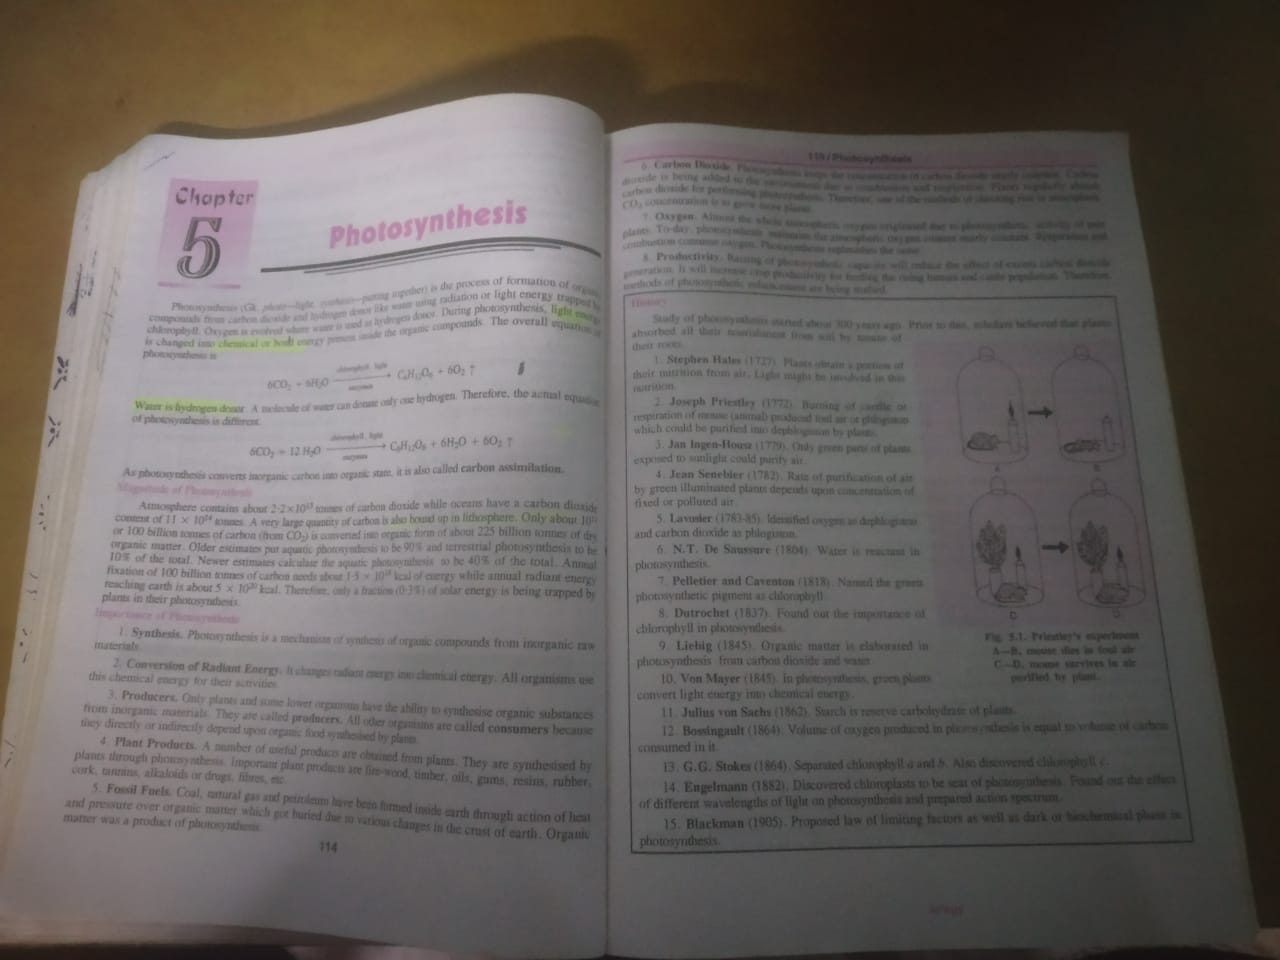 Chapter
5
Photosynthesis
Photosynthesis (Gk. photo—light, synthesis—putting together) is the process of formation of organic
compounds from carbon dioxide and hydrogen donor like water using radiation or light energy trapped by
chlorophyll. Oxygen is evolved where water is used as hydrogen donor. During photosynthesis, light energy
is changed into chemical or bond energy present inside the organic compounds. The overall equation of
photosynthesis is
6CO₂ + 6H₂O chlorophyll, light enzymes → C₆H₁₂O₆ + 6O₂ ↑
Water is hydrogen donor. A molecule of water can donate only one hydrogen. Therefore, the actual equation
of photosynthesis is different.
6CO₂ + 12 H₂O chlorophyll, light enzymes → C₆H₁₂O₆ + 6H₂O + 6O₂ ↑
As photosynthesis converts inorganic carbon into organic state, it is also called carbon assimilation.
Magnitude of Photosynthesis
Atmosphere contains about 2·2×10 tonnes of carbon dioxide while oceans have a carbon dioxide
content of 11 × 10 tonnes. A very large quantity of carbon is also bound up in lithosphere. Only about 10
or 100 billion tonnes of carbon (from CO₂) is converted into organic form of about 225 billion tonnes of dry
organic matter. Older estimates put aquatic photosynthesis to be 90% and terrestrial photosynthesis to be
10% of the total. Newer estimates calculate the aquatic photosynthesis to be 40% of the total. Annual
fixation of 100 billion tonnes of carbon needs about 1·5 × 10 kcal of energy while annual radiant energy
reaching earth is about 5 × 10²⁰ kcal. Therefore, only a fraction (0·3%) of solar energy is being trapped by
plants in their photosynthesis.
Importance of Photosynthesis
1. Synthesis. Photosynthesis is a mechanism of synthesis of organic compounds from inorganic raw
materials.
2. Conversion of Radiant Energy. It changes radiant energy into chemical energy. All organisms use
this chemical energy for their activities.
3. Producers. Only plants and some lower organisms have the ability to synthesise organic substances
from inorganic materials. They are called producers. All other organisms are called consumers because
they directly or indirectly depend upon organic food synthesised by plants.
4. Plant Products. A number of useful products are obtained from plants. They are synthesised by
plants through photosynthesis. Important plant products are fire-wood, timber, oils, gums, resins, rubber,
cork, tannins, alkaloids or drugs, fibres, etc.
5. Fossil Fuels. Coal, natural gas and petroleum have been formed inside earth through action of heat
and pressure over organic matter which got buried due to various changes in the crust of earth. Organic
matter was a product of photosynthesis.
114
/ Photosynthesis
6. Carbon Dioxide. Photosynthesis keeps the concentration of carbon dioxide nearly constant. Carbon
dioxide is being added to the environment due to combustion and respiration. Plants regularly absorb
carbon dioxide for performing photosynthesis. Therefore, one of the methods of checking rise in atmospheric
CO₂ concentration is to grow more plants.
7. Oxygen. Almost the whole atmospheric oxygen originated due to photosynthetic activity of past
plants. To-day photosynthesis maintains the atmospheric oxygen content nearly constant. Respiration and
combustion consume oxygen. Photosynthesis replenishes the same.
8. Productivity. Raising of photosynthetic capacity will reduce the effect of excess carbon dioxide
generation. It will increase crop productivity for feeding the rising human and cattle population. Therefore,
methods of photosynthetic enhancement are being studied.
History
Study of photosynthesis started about 300 years ago. Prior to this, scholars believed that plants
absorbed all their nourishment from soil by means of
their roots.
1. Stephen Hales (1727). Plants obtain a portion of
their nutrition from air. Light might be involved in this
nutrition.
2. Joseph Priestley (1772). Burning of candle or
respiration of mouse (animal) produced foul air or phlogiston
which could be purified into dephlogiston by plants.
3. Jan Ingen-Housz (1779). Only green parts of plants
exposed to sunlight could purify air.
4. Jean Senebier (1782). Rate of purification of air
by green illuminated plants depends upon concentration of
fixed or polluted air.
5. Lavosier (1783-85). Identified oxygen as dephlogiston
and carbon dioxide as phlogiston.
6. N.T. De Saussure (1804). Water is reactant in
photosynthesis.
7. Pelletier and Caventou (1818). Named the green
photosynthetic pigment as chlorophyll.
8. Dutrochet (1837). Found out the importance of
chlorophyll in photosynthesis.
9. Liebig (1845). Organic matter is elaborated in
photosynthesis from carbon dioxide and water.
10. Von Mayer (1845). In photosynthesis, green plants
convert light energy into chemical energy.
11. Julius von Sachs (1862). Starch is reserve carbohydrate of plants.
12. Bossingault (1864). Volume of oxygen produced in photosynthesis is equal to volume of carbon
consumed in it.
13. G.G. Stokes (1864). Separated chlorophyll a and b. Also discovered chlorophyll c.
14. Engelmann (1882). Discovered chloroplasts to be seat of photosynthesis. Found out the effect
of different wavelengths of light on photosynthesis and prepared action spectrum.
15. Blackman (1905). Proposed law of limiting factors as well as dark or biochemical phase in
photosynthesis.
A
B
C
D
Fig. 5.1. Priestley's experiment
A—B, mouse dies in foul air
C—D, mouse survives in air
purified by plant.